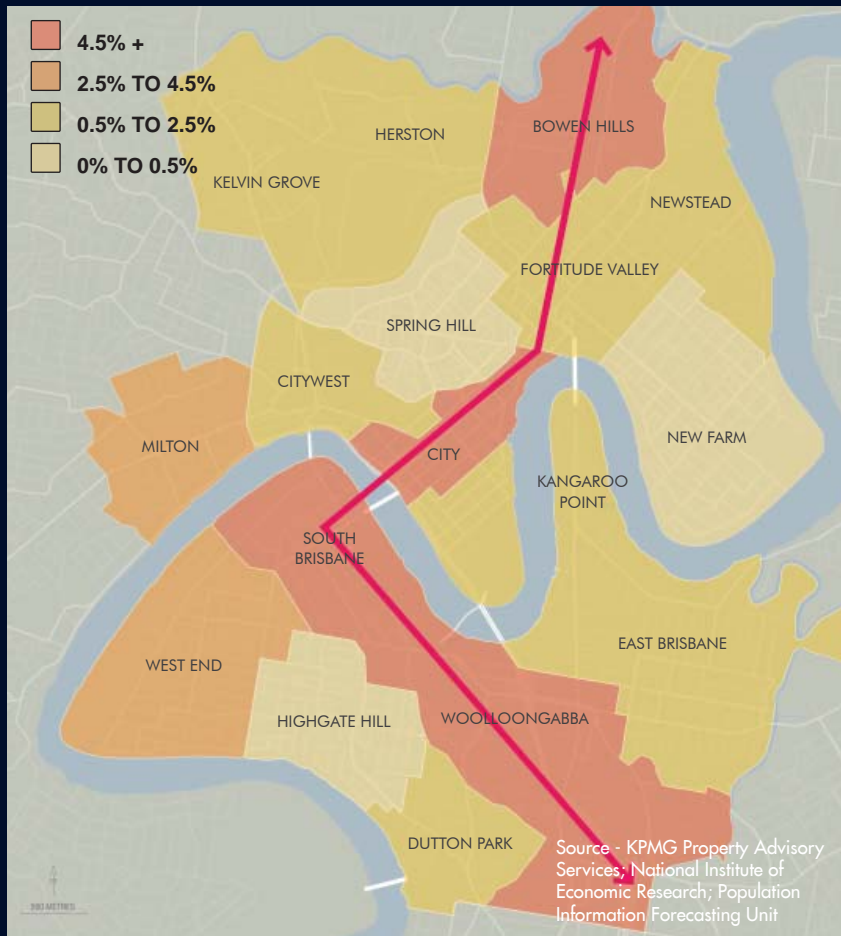 4.5% +
2.5% TO 4.5%
0.5% TO 2.5%
0% TO 0.5%
BOWEN HILLS
HERSTON
KELVIN GROVE
NEWSTEAD
FORTITUDE VALLEY
SPRING HILL
CITYWEST
NEW FARM
MILTON
CITY
KANGAROO
POINT
SOUTH
BRISBANE
EAST BRISBANE
WEST END
HIGHGATE HILL
WOOLLOONGABBA
DUTTON PARK
Source - KPMG Property Advisory
Services; National Institute of
Economic Research; Population
Information Forecasting Unit
METRES